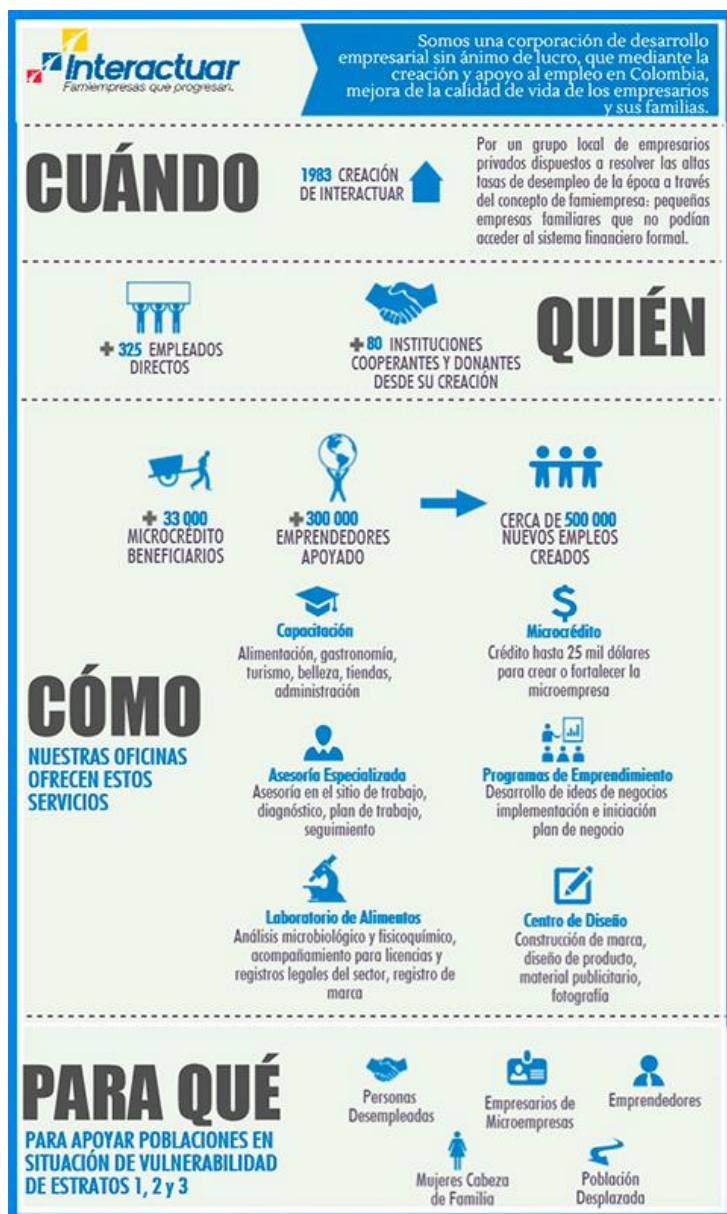 Interactuar
Famiempresas que progresan.
Somos una corporación de desarrollo
empresarial sin ánimo de lucro, que mediante la
creación y apoyo al empleo en Colombia,
mejora de la calidad de vida de los empresarios
y sus familias.
CUÁNDO
1983 CREACIÓN
DE INTERACTUAR
Por un grupo local de empresarios
privados dispuestos a resolver las altas
tasas de desempleo de la época a través
del concepto de famiempresa: pequeñas
empresas familiares que no podían
acceder al sistema financiero formal.
+ 325 EMPLEADOS
DIRECTOS
+80 INSTITUCIONES
COOPERANTES Y DONANTES
DESDE SU CREACIÓN
QUIÉN
+ 33 000
MICROCRÉDITO
BENEFICIARIOS
+300 000
EMPRENDEDORES
APOYADO
CERCA DE 500 000
NUEVOS EMPLEOS
CREADOS
CÓMO
NUESTRAS OFICINAS
OFRECEN ESTOS
SERVICIOS
Capacitación
Alimentación, gastronomía,
turismo, belleza, tiendas,
administración
$
Microcrédito
Crédito hasta 25 mil dólares
para crear o fortalecer la
microempresa
Asesoría Especializada
Asesoría en el sitio de trabajo,
diagnóstico, plan de trabajo,
seguimiento
Programas de Emprendimiento
Desarrollo de ideas de negocios
implementación e iniciación
plan de negocio
Laboratorio de Alimentos
Análisis microbiológico y fisicoquímico,
acompañamiento para licencias y
registros legales del sector, registro de
marca
Centro de Diseño
Construcción de marca,
diseño de producto,
material publicitario,
fotografía
PARA QUÉ
PARA APOYAR POBLACIONES EN
SITUACIÓN DE VULNERABILIDAD
DE ESTRATOS 1, 2 y 3
Personas
Desempleadas
Empresarios de
Microempresas
Emprendedores
Mujeres Cabeza
de Familia
Población
Desplazada